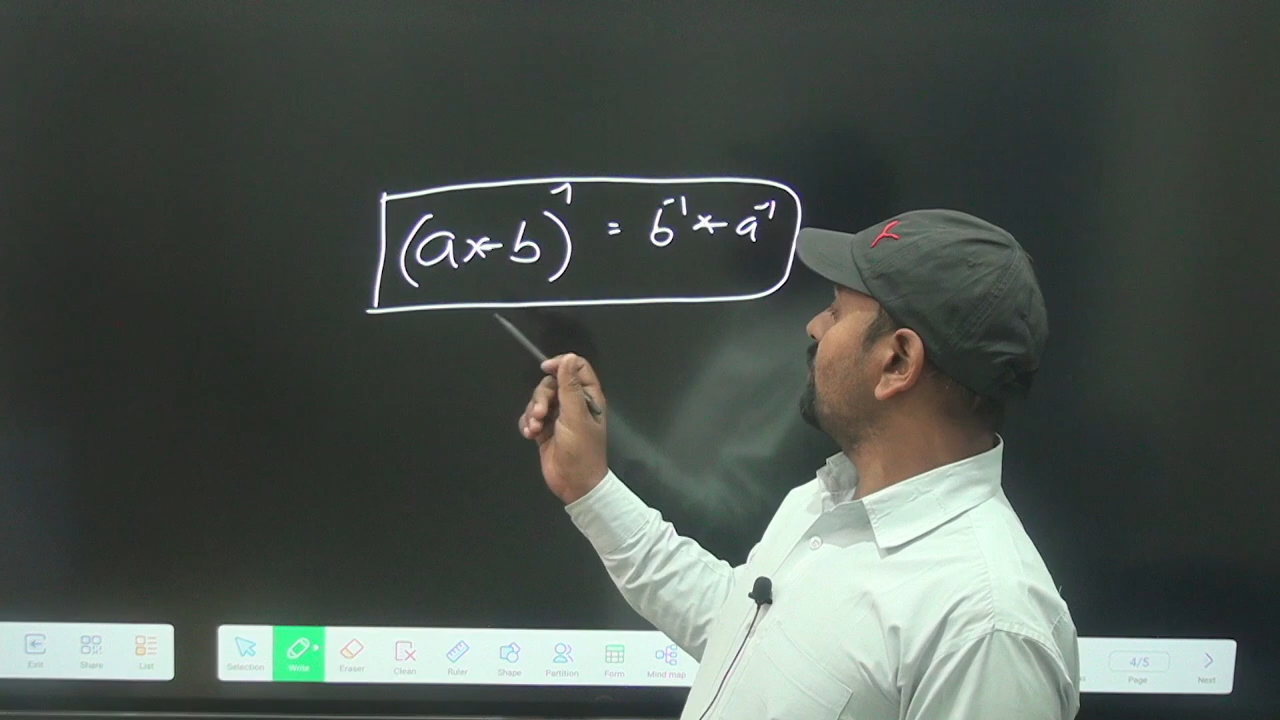 (a * b)⁻¹ = b⁻¹ * a⁻¹
Exit Share List Selection Write Eraser Clean Ruler Shape Partition Form Mind map 4/5 Page Next